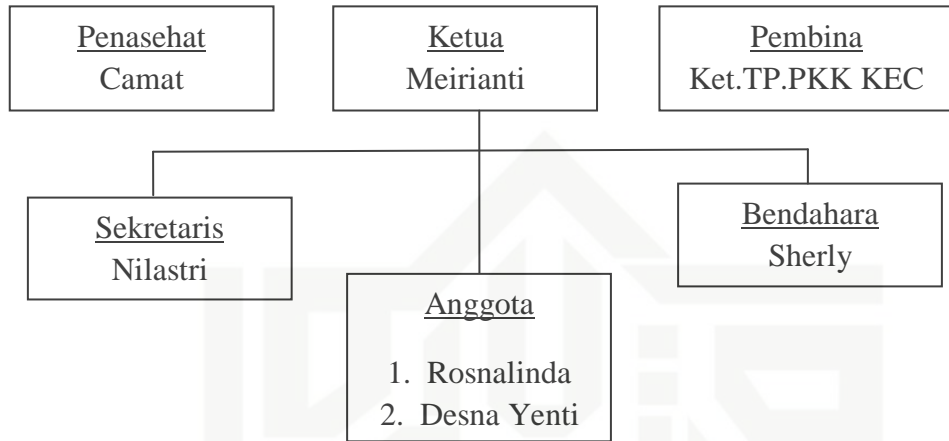 Penasehat
Camat
Ketua
Meirianti
Pembina
Ket.TP.PKK KEC
Sekretaris
Nilastri
Bendahara
Sherly
Anggota
1. Rosnalinda
2. Desna Yenti